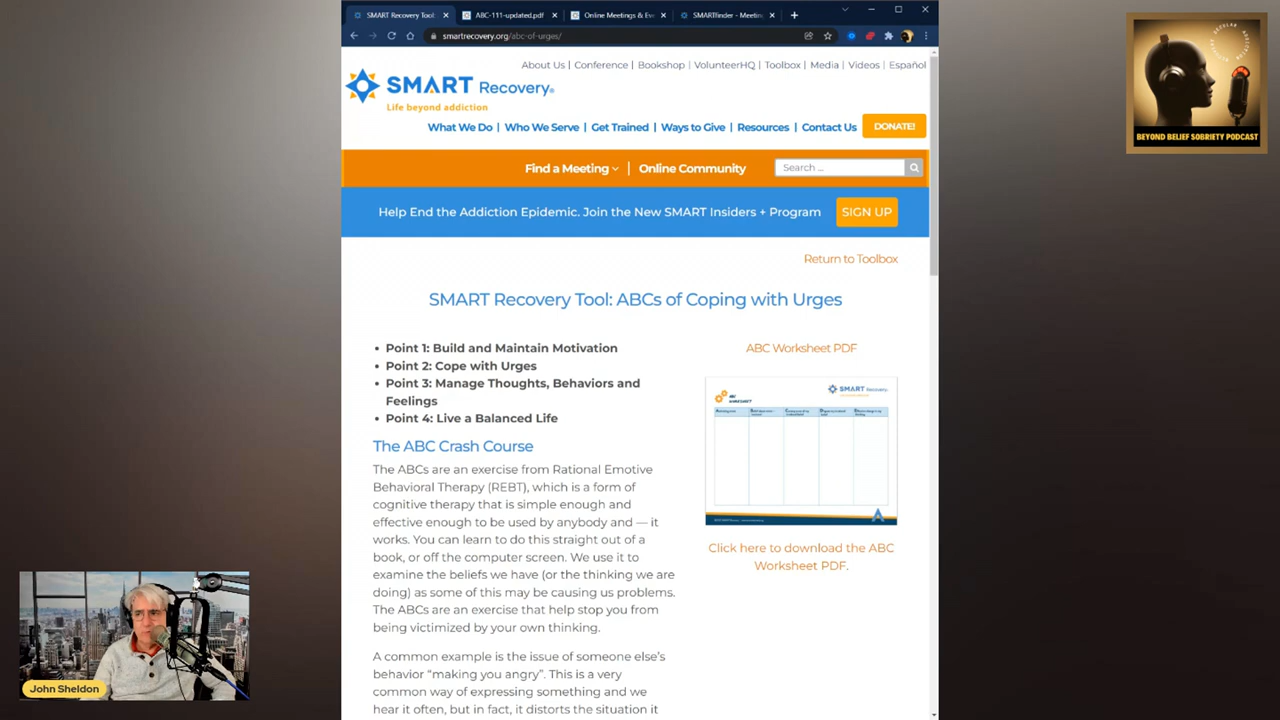 SMART Recovery Tool:
ABC-111-updated.pdf
Online Meetings & Eve
SMARTfinder - Meetin
smartrecovery.org/abc-of-urges/
About Us | Conference | Bookshop | VolunteerHQ | Toolbox | Media | Videos | Español
SMART Recovery®
Life beyond addiction
What We Do | Who We Serve | Get Trained | Ways to Give | Resources | Contact Us
DONATE!
Find a Meeting | Online Community
Search ...
Help End the Addiction Epidemic. Join the New SMART Insiders + Program
SIGN UP
Return to Toolbox
SMART Recovery Tool: ABCs of Coping with Urges
• Point 1: Build and Maintain Motivation
• Point 2: Cope with Urges
• Point 3: Manage Thoughts, Behaviors and
Feelings
• Point 4: Live a Balanced Life
The ABC Crash Course
The ABCs are an exercise from Rational Emotive
Behavioral Therapy (REBT), which is a form of
cognitive therapy that is simple enough and
effective enough to be used by anybody and — it
works. You can learn to do this straight out of a
book, or off the computer screen. We use it to
examine the beliefs we have (or the thinking we are
doing) as some of this may be causing us problems.
The ABCs are an exercise that help stop you from
being victimized by your own thinking.
A common example is the issue of someone else's
behavior “making you angry”. This is a very
common way of expressing something and we
hear it often, but in fact, it distorts the situation it
ABC Worksheet PDF
SMART Recovery
ABC
WORKSHEET
Click here to download the ABC
Worksheet PDF.
BEYOND BELIEF SOBRIETY PODCAST
John Sheldon